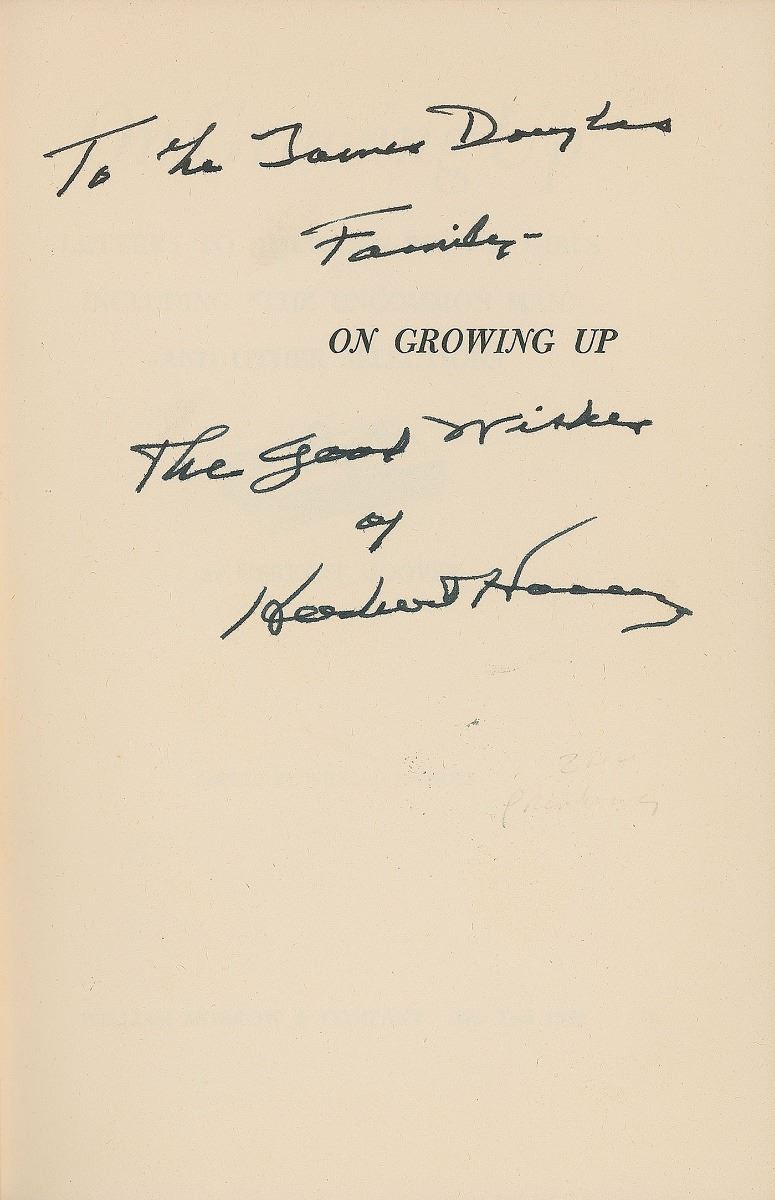 To the James Douglas
Family -
ON GROWING UP
The Good Wishes
of
Herbert Hoover